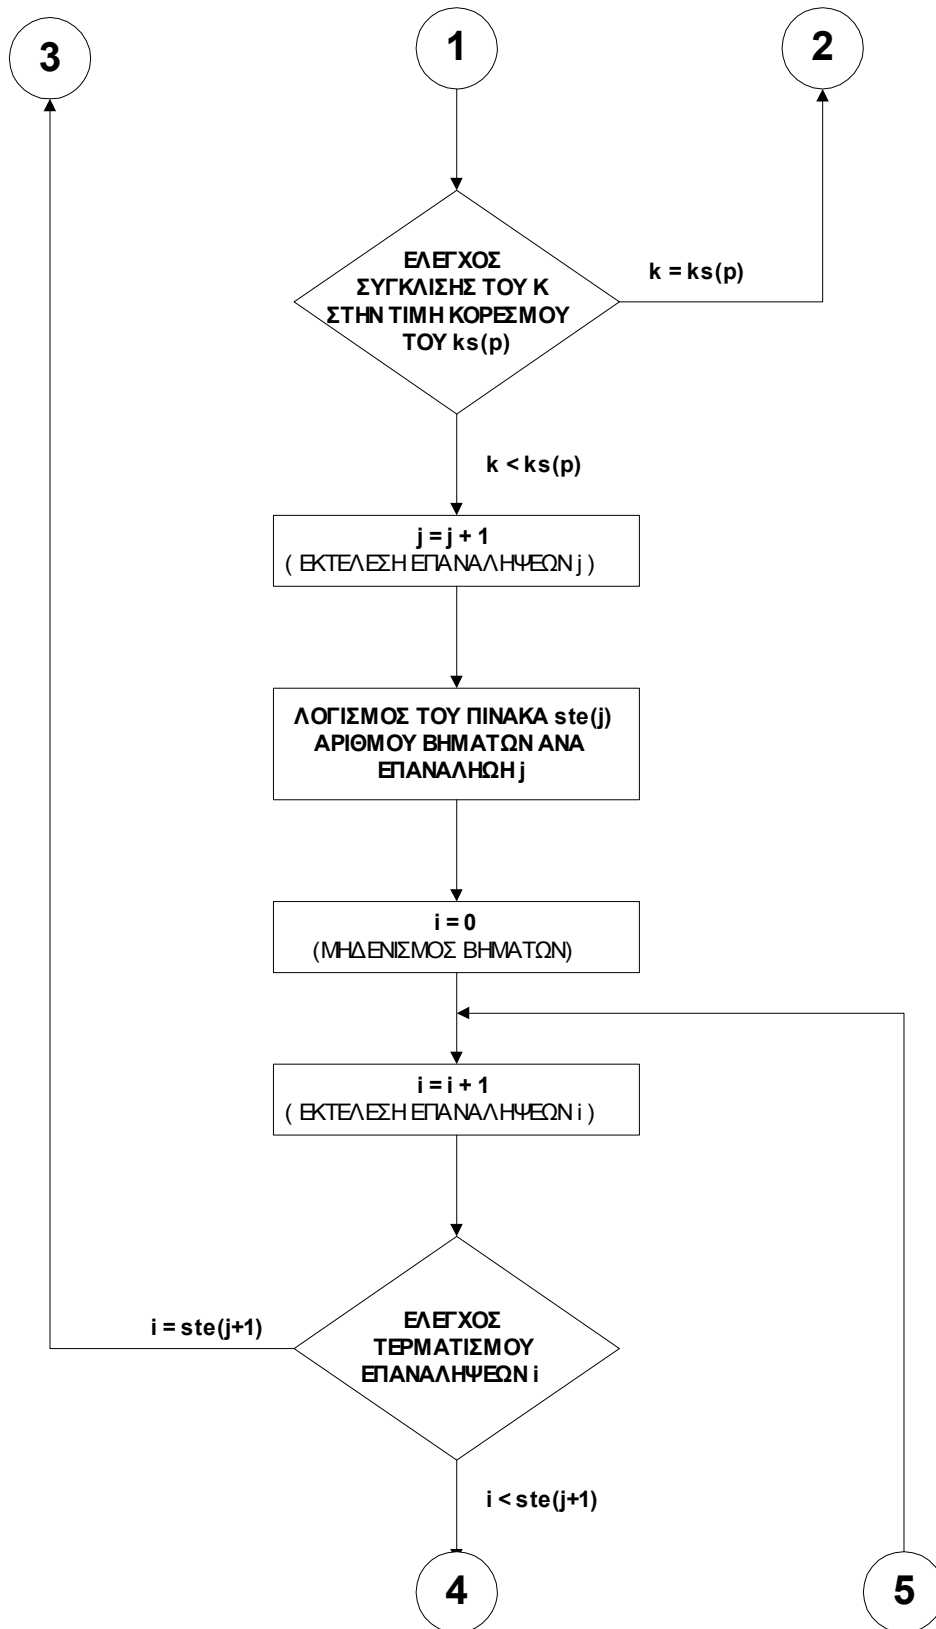 3
1
2
ΕΛΕΓΧΟΣ
ΣΥΓΚΛΙΣΗΣ ΤΟΥ Κ
ΣΤΗΝ ΤΙΜΗ ΚΟΡΕΣΜΟΥ
ΤΟΥ ks(p)
k = ks(p)
k < ks(p)
j = j + 1
( ΕΚΤΕΛΕΣΗ ΕΠΑΝΑΛΗΨΕΩΝ j )
ΛΟΓΙΣΜΟΣ ΤΟΥ ΠΙΝΑΚΑ ste(j)
ΑΡΙΘΜΟΥ ΒΗΜΑΤΩΝ ΑΝΑ
ΕΠΑΝΑΛΗΩΗ j
i = 0
(ΜΗΔΕΝΙΣΜΟΣ ΒΗΜΑΤΩΝ)
i = i + 1
( ΕΚΤΕΛΕΣΗ ΕΠΑΝΑΛΗΨΕΩΝ i )
i = ste(j+1)
ΕΛΕΓΧΟΣ
ΤΕΡΜΑΤΙΣΜΟΥ
ΕΠΑΝΑΛΗΨΕΩΝ i
i < ste(j+1)
4
5